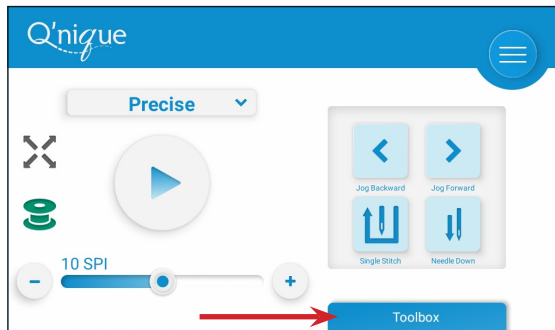 Q'nique
Precise
Jog Backward
Jog Forward
Single Stitch
Needle Down
10 SPI
Toolbox